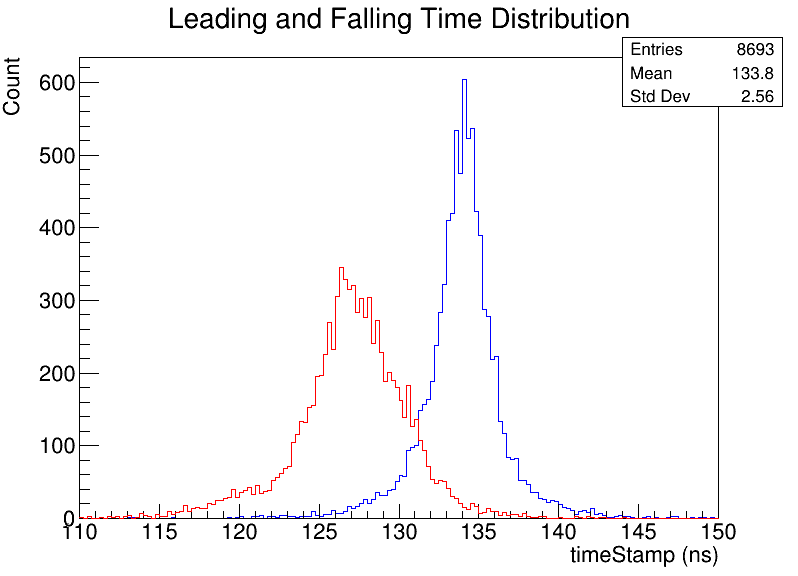 Leading and Falling Time Distribution
Entries 8693
Mean 133.8
Std Dev 2.56
Count
600
500
400
300
200
100
0
110 115 120 125 130 135 140 145 150
timeStamp (ns)